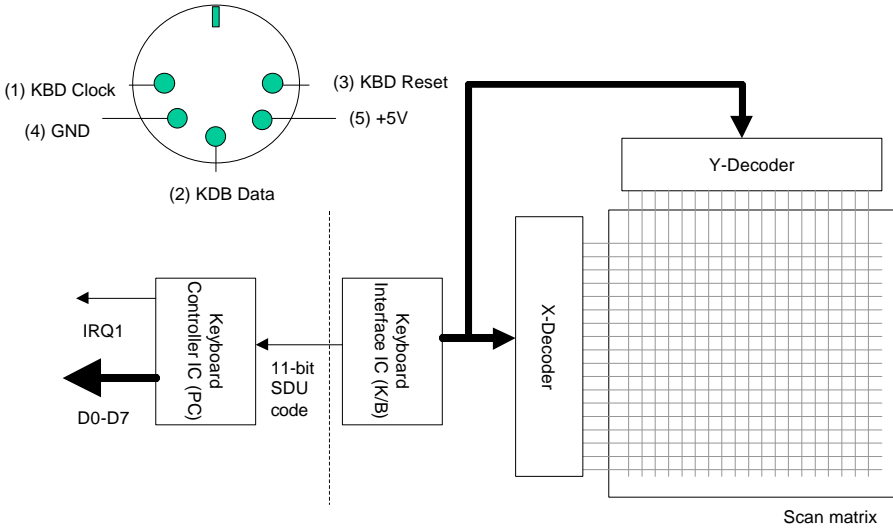 (1) KBD Clock
(3) KBD Reset
(4) GND
(5) +5V
(2) KDB Data
Y-Decoder
X-Decoder
Keyboard
Controller IC (PC)
Keyboard
Interface IC (K/B)
IRQ1
11-bit
SDU
code
D0-D7
Scan matrix